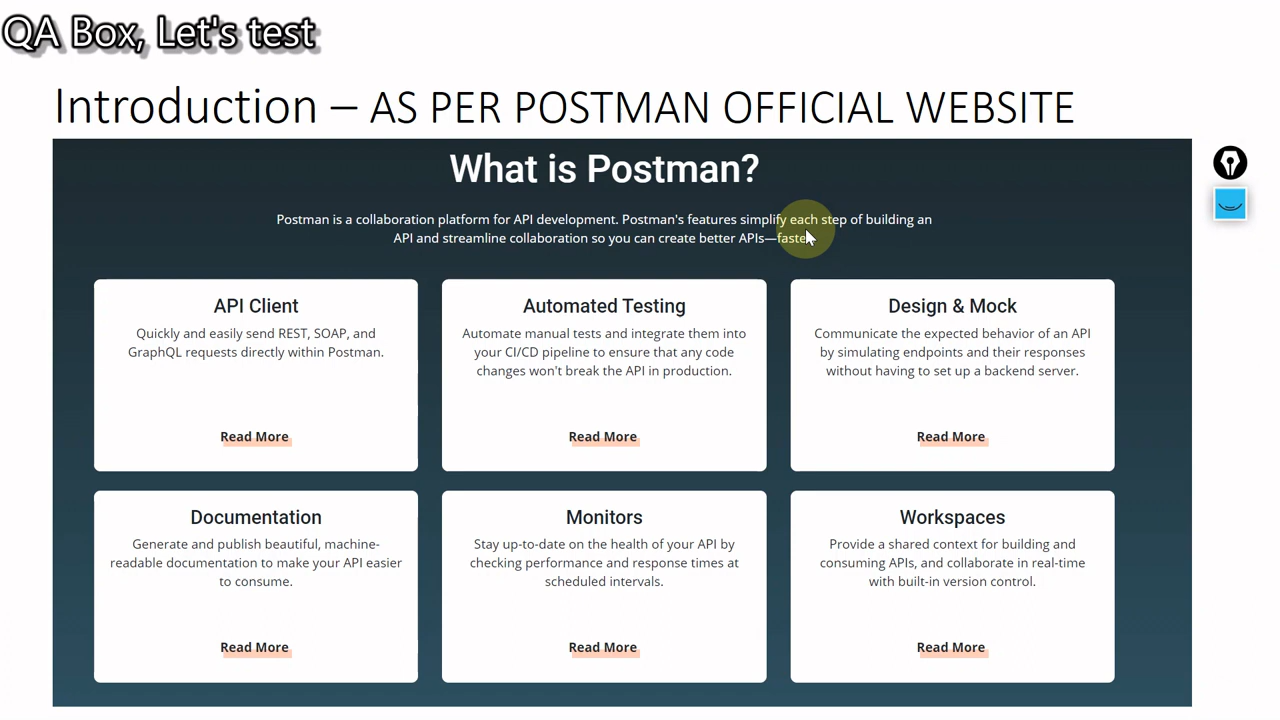 QA Box, Let's test
Introduction – AS PER POSTMAN OFFICIAL WEBSITE
What is Postman?
Postman is a collaboration platform for API development. Postman's features simplify each step of building an
API and streamline collaboration so you can create better APIs—faster
API Client
Quickly and easily send REST, SOAP, and
GraphQL requests directly within Postman.
Read More
Automated Testing
Automate manual tests and integrate them into
your CI/CD pipeline to ensure that any code
changes won't break the API in production.
Read More
Design & Mock
Communicate the expected behavior of an API
by simulating endpoints and their responses
without having to set up a backend server.
Read More
Documentation
Generate and publish beautiful, machine-
readable documentation to make your API easier
to consume.
Read More
Monitors
Stay up-to-date on the health of your API by
checking performance and response times at
scheduled intervals.
Read More
Workspaces
Provide a shared context for building and
consuming APIs, and collaborate in real-time
with built-in version control.
Read More